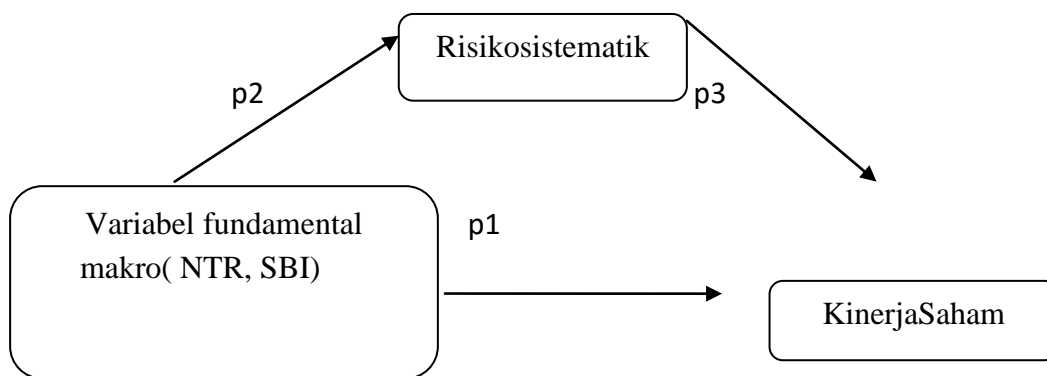 Risikosistematik
p2
p3
Variabel fundamental
makro( NTR, SBI)
p1
KinerjaSaham